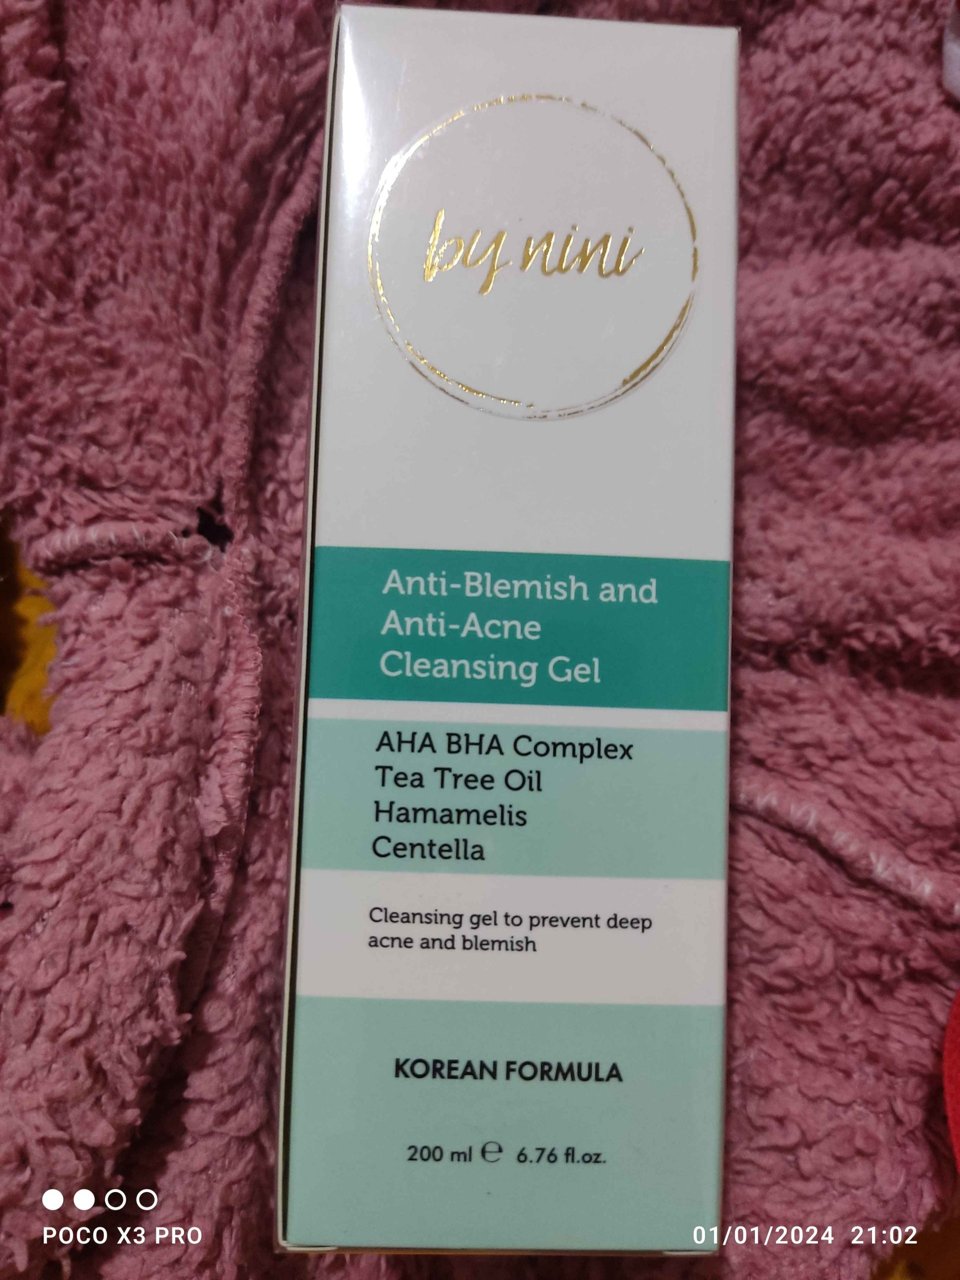 by nini
Anti-Blemish and
Anti-Acne
Cleansing Gel
AHA BHA Complex
Tea Tree Oil
Hamamelis
Centella
Cleansing gel to prevent deep
acne and blemish
KOREAN FORMULA
200 ml ℮ 6.76 fl.oz.
POCO X3 PRO
01/01/2024 21:02